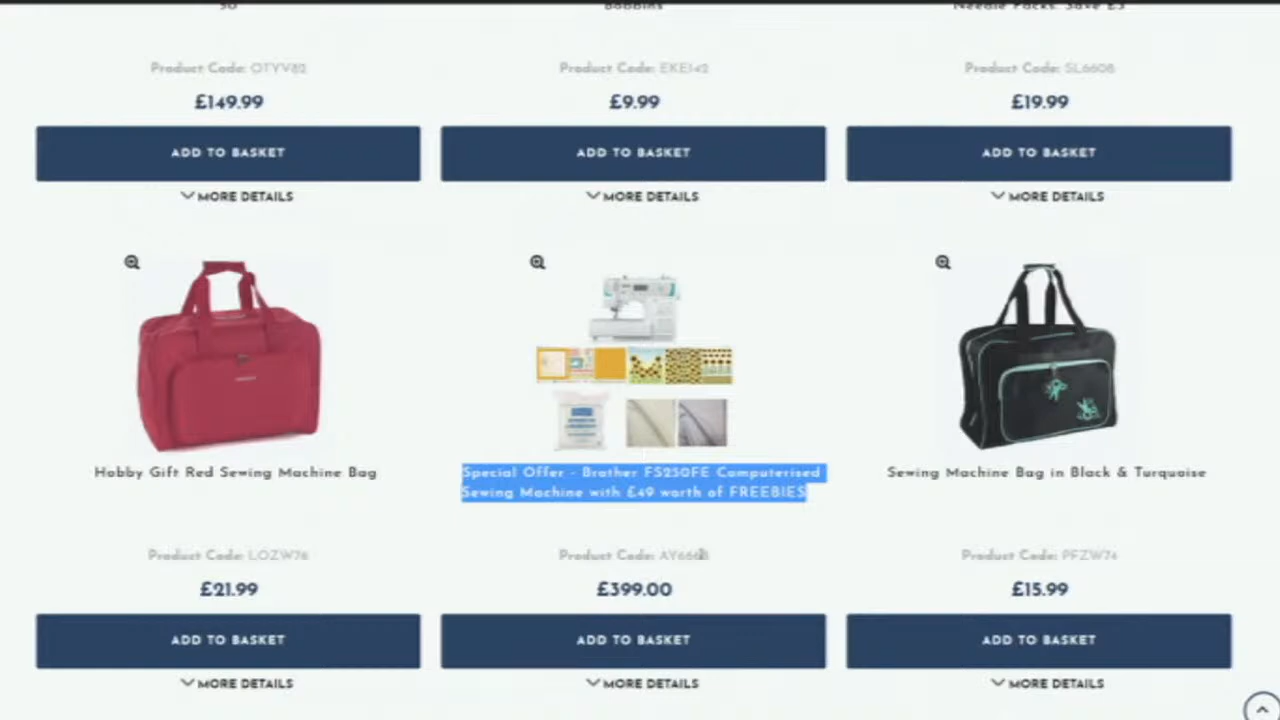 Product Code: OTYV82
Product Code: EKE142
Product Code: SL6608
£149.99
£9.99
£19.99
ADD TO BASKET
ADD TO BASKET
ADD TO BASKET
MORE DETAILS
MORE DETAILS
MORE DETAILS
Hobby Gift Red Sewing Machine Bag
Special Offer - Brother FS250FE Computerised
Sewing Machine with £49 worth of FREEBIES
Sewing Machine Bag in Black & Turquoise
Product Code: LOZW76
Product Code:
Product Code: PFZW74
£21.99
£399.00
£15.99
ADD TO BASKET
ADD TO BASKET
ADD TO BASKET
MORE DETAILS
MORE DETAILS
MORE DETAILS